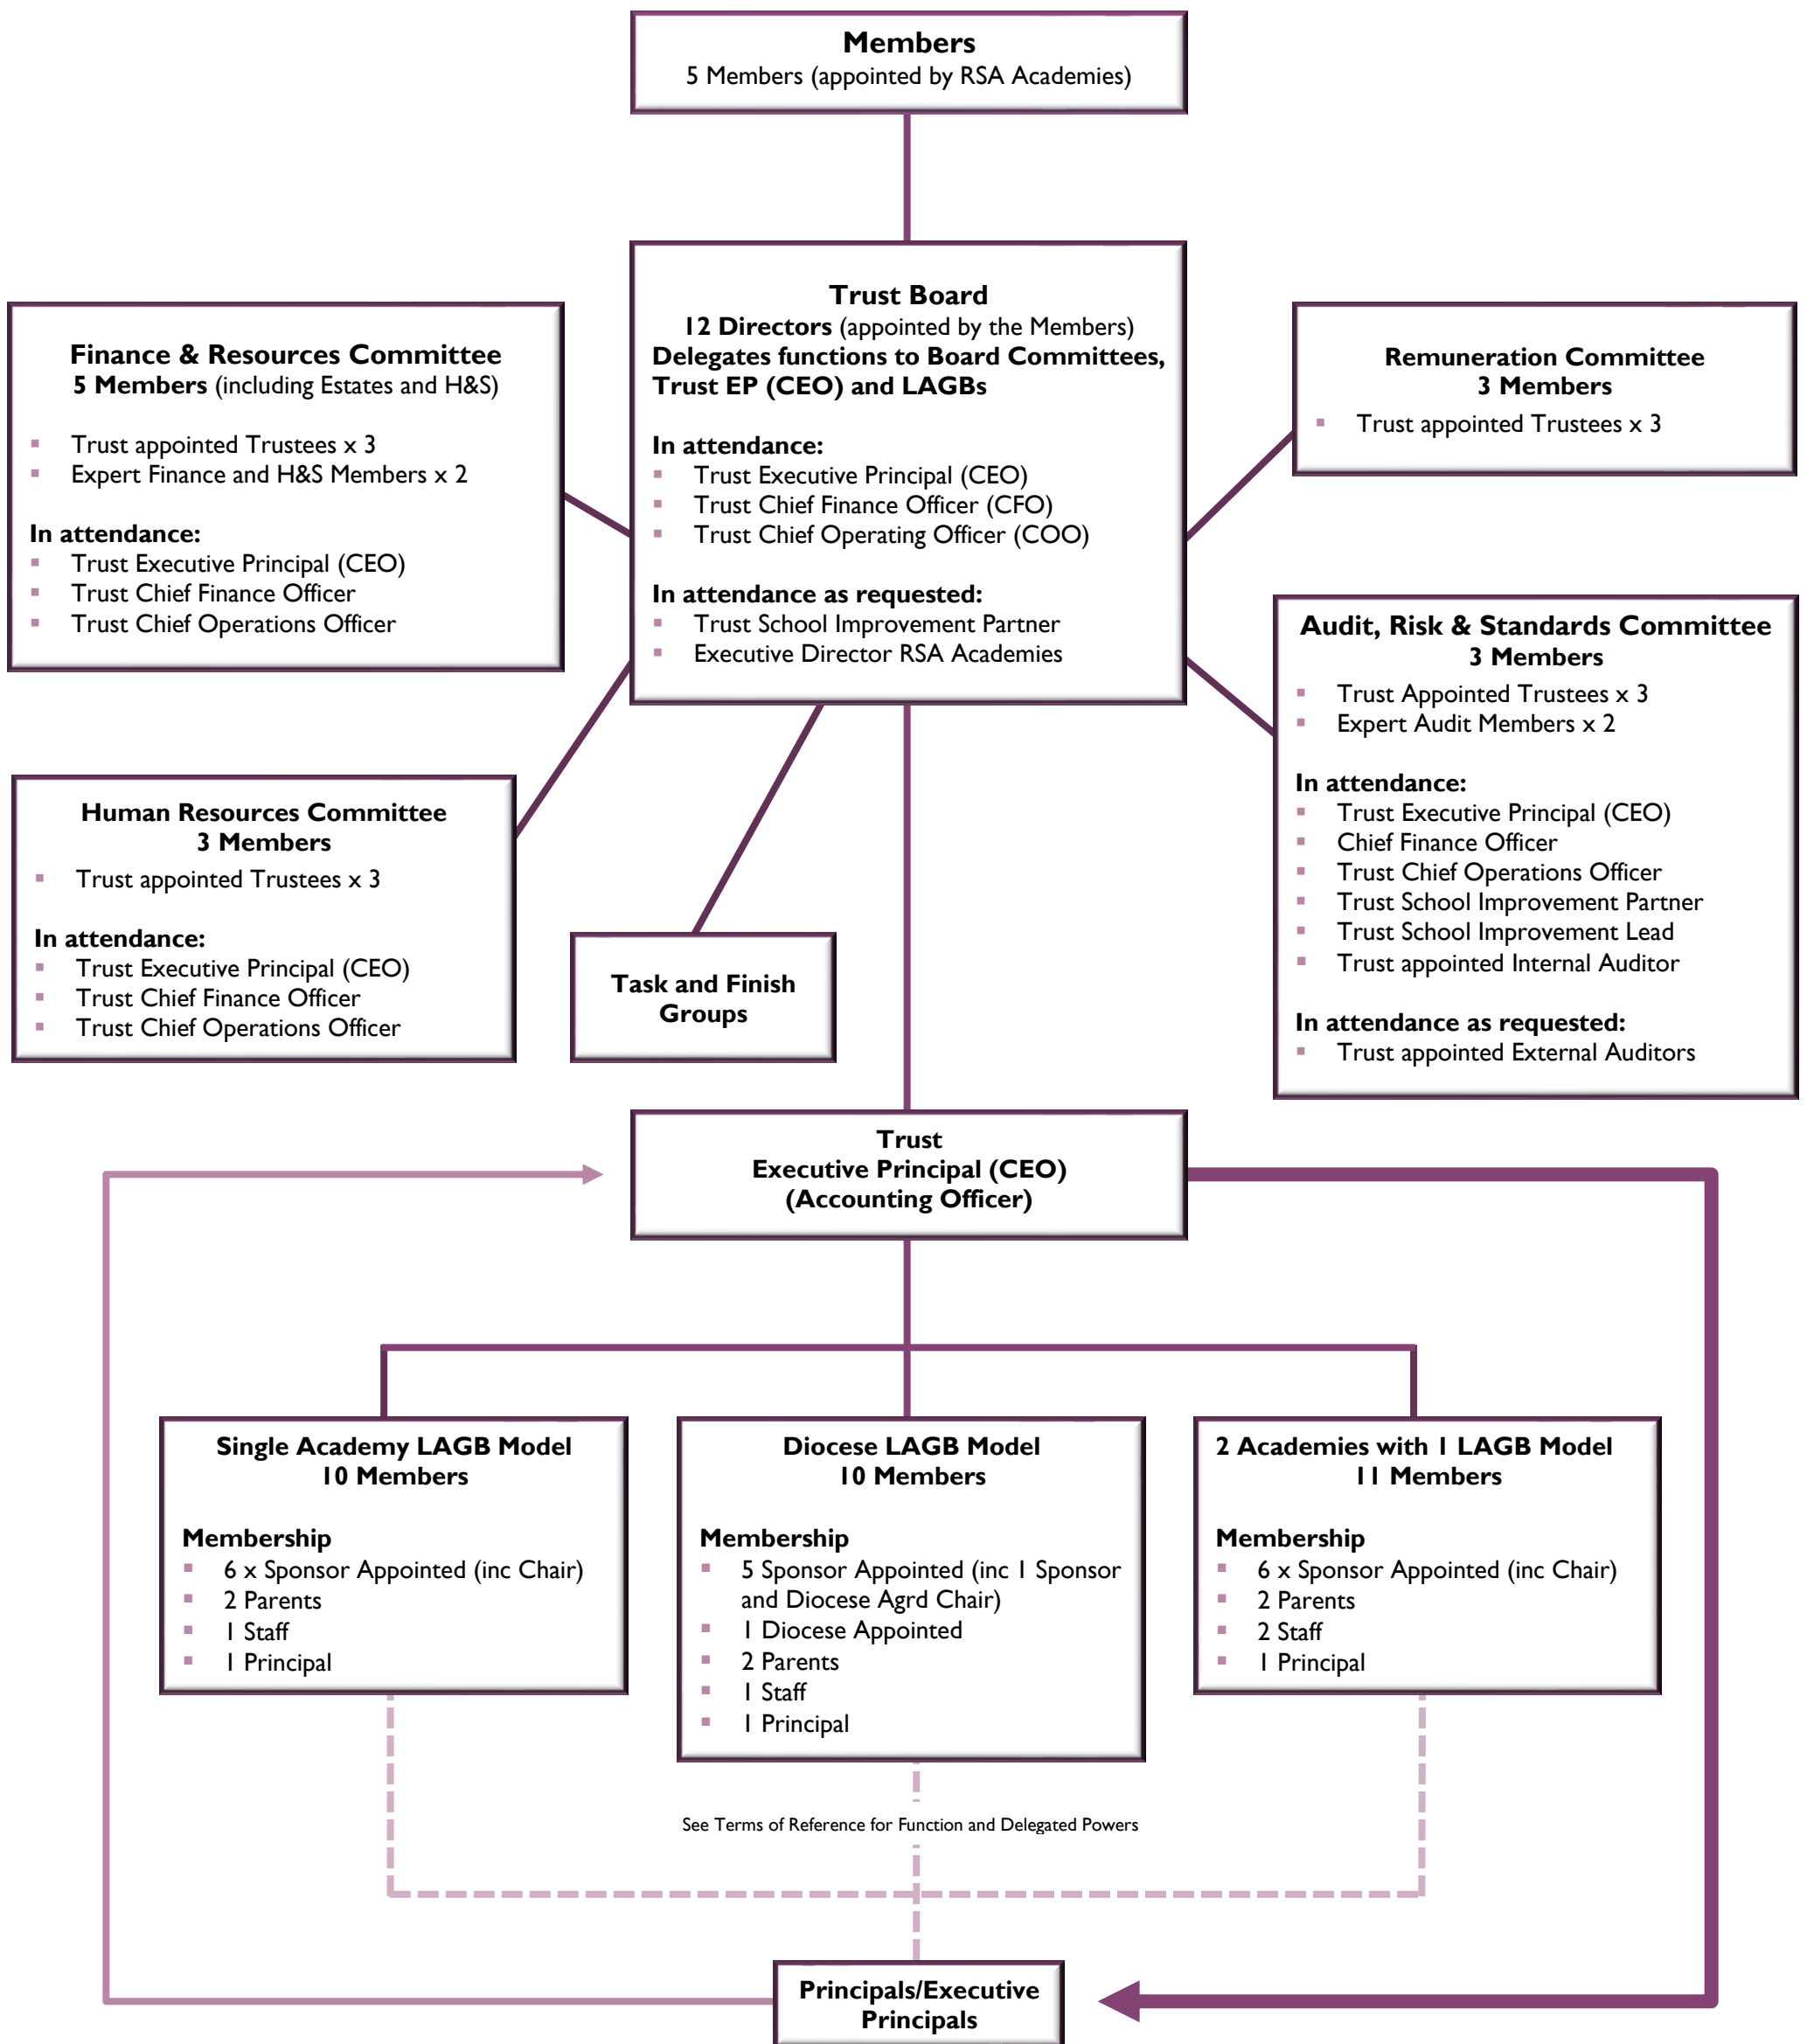 Members
5 Members (appointed by RSA Academies)
Trust Board
12 Directors (appointed by the Members)
Delegates functions to Board Committees,
Trust EP (CEO) and LAGBs
In attendance:
Trust Executive Principal (CEO)
Trust Chief Finance Officer (CFO)
Trust Chief Operating Officer (COO)
In attendance as requested:
Trust School Improvement Partner
Executive Director RSA Academies
Finance & Resources Committee
5 Members (including Estates and H&S)
Trust appointed Trustees x 3
Expert Finance and H&S Members x 2
In attendance:
Trust Executive Principal (CEO)
Trust Chief Finance Officer
Trust Chief Operations Officer
Remuneration Committee
3 Members
Trust appointed Trustees x 3
Audit, Risk & Standards Committee
3 Members
Trust Appointed Trustees x 3
Expert Audit Members x 2
In attendance:
Trust Executive Principal (CEO)
Chief Finance Officer
Trust Chief Operations Officer
Trust School Improvement Partner
Trust School Improvement Lead
Trust appointed Internal Auditor
In attendance as requested:
Trust appointed External Auditors
Human Resources Committee
3 Members
Trust appointed Trustees x 3
In attendance:
Trust Executive Principal (CEO)
Trust Chief Finance Officer
Trust Chief Operations Officer
Task and Finish
Groups
Trust
Executive Principal (CEO)
(Accounting Officer)
Single Academy LAGB Model
10 Members
Membership
6 x Sponsor Appointed (inc Chair)
2 Parents
1 Staff
1 Principal
Diocese LAGB Model
10 Members
Membership
5 Sponsor Appointed (inc 1 Sponsor
and Diocese Agrd Chair)
1 Diocese Appointed
2 Parents
1 Staff
1 Principal
2 Academies with 1 LAGB Model
11 Members
Membership
6 x Sponsor Appointed (inc Chair)
2 Parents
2 Staff
1 Principal
See Terms of Reference for Function and Delegated Powers
Principals/Executive
Principals